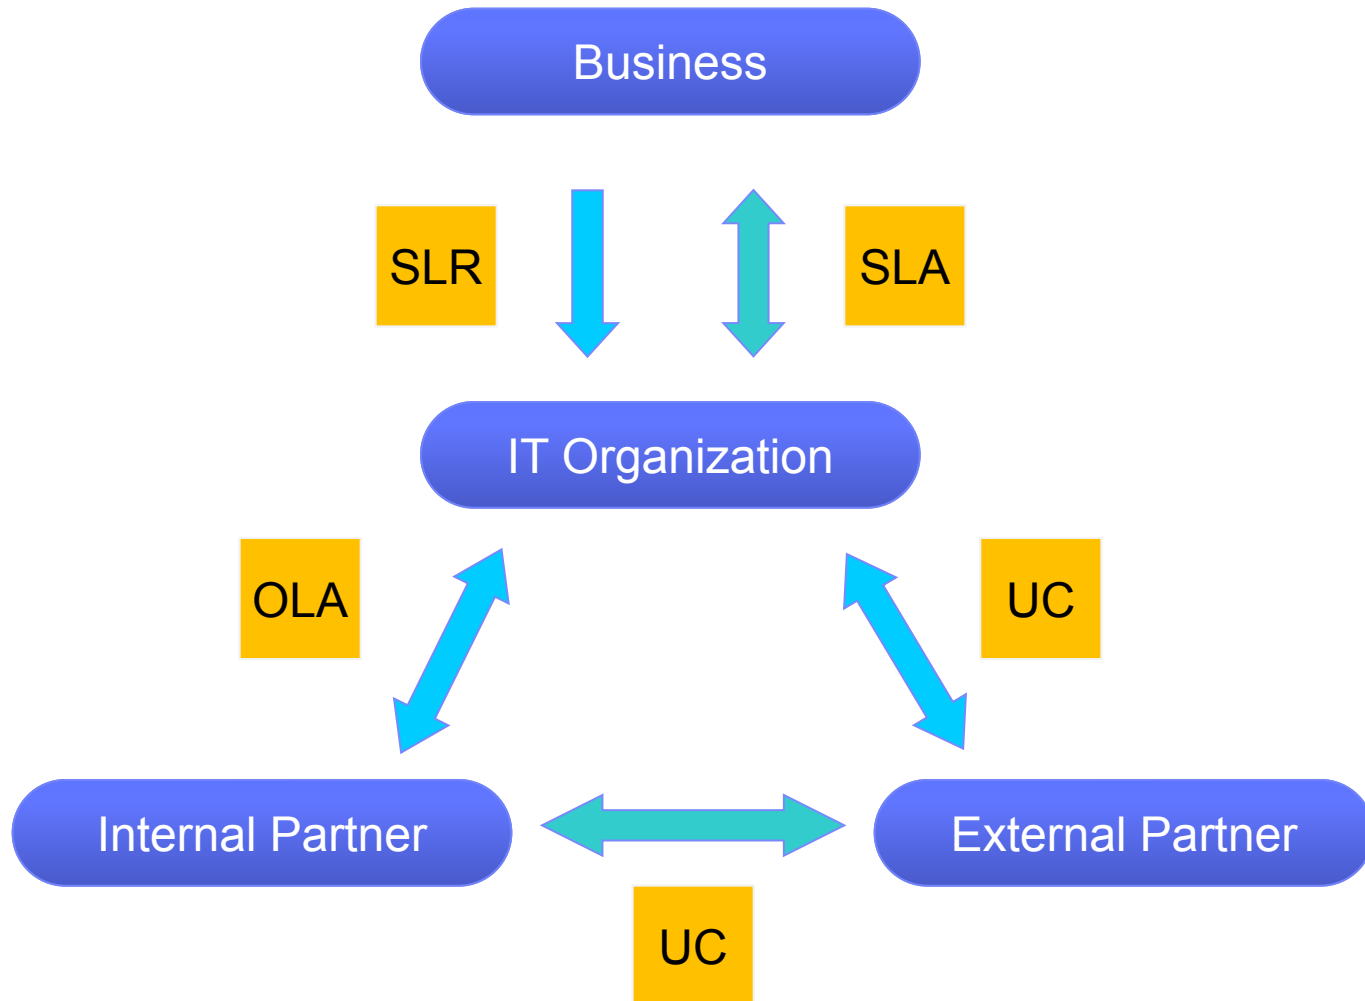 Business
SLR
SLA
IT Organization
OLA
UC
Internal Partner
External Partner
UC